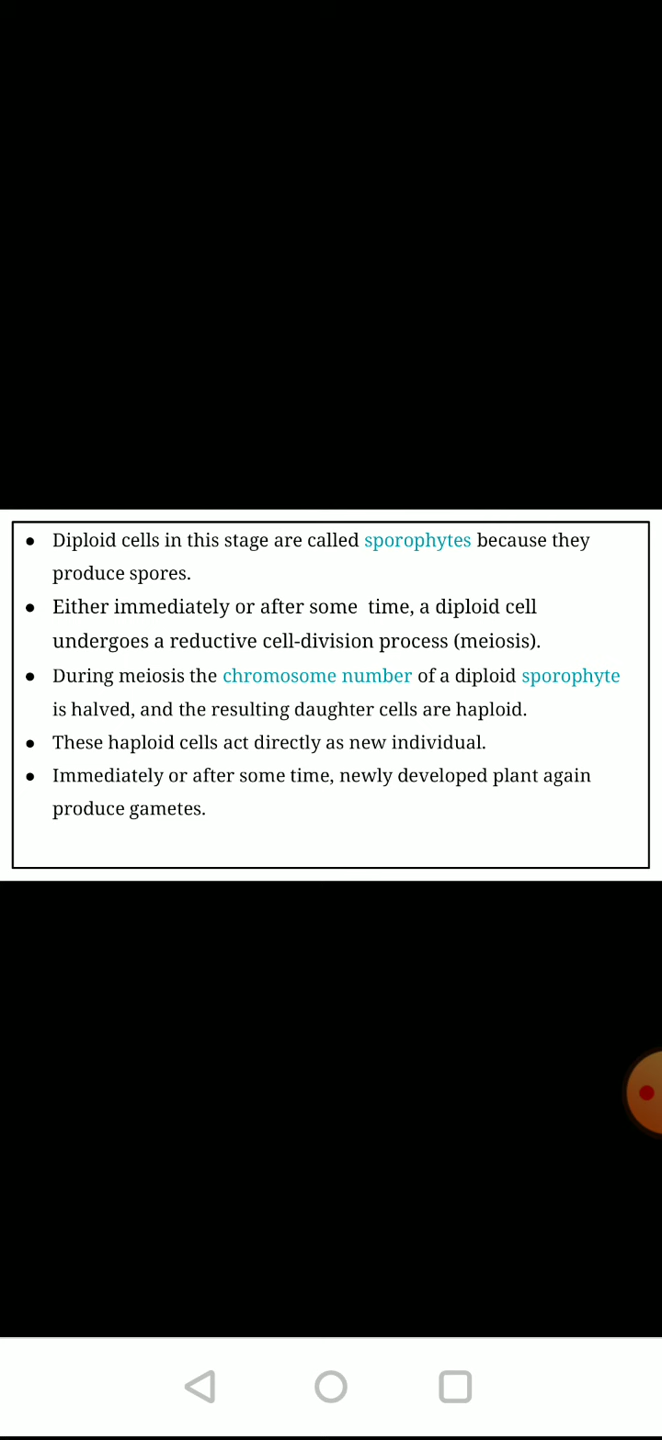 ● Diploid cells in this stage are called sporophytes because they
produce spores.
● Either immediately or after some  time, a diploid cell
undergoes a reductive cell-division process (meiosis).
● During meiosis the chromosome number of a diploid sporophyte
is halved, and the resulting daughter cells are haploid.
● These haploid cells act directly as new individual.
● Immediately or after some time, newly developed plant again
produce gametes.